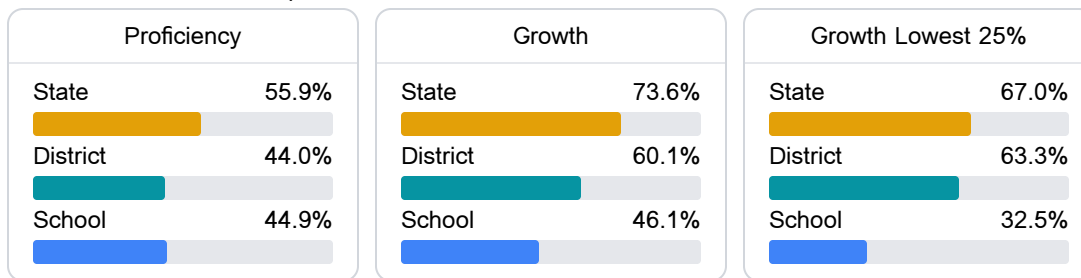 Proficiency
State 55.9%
District 44.0%
School 44.9%
Growth
State 73.6%
District 60.1%
School 46.1%
Growth Lowest 25%
State 67.0%
District 63.3%
School 32.5%